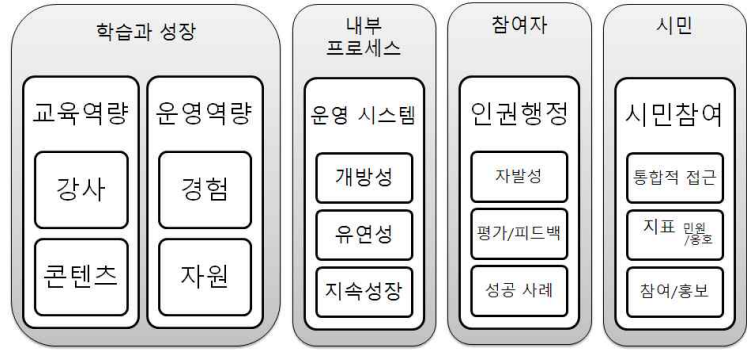 학습과 성장
교육역량
강사
콘텐츠
운영역량
경험
자원
내부
프로세스
운영 시스템
개방성
유연성
지속성장
참여자
인권행정
자발성
평가/피드백
성공 사례
시민
시민참여
통합적 접근
지표 민원
/옹호
참여/홍보